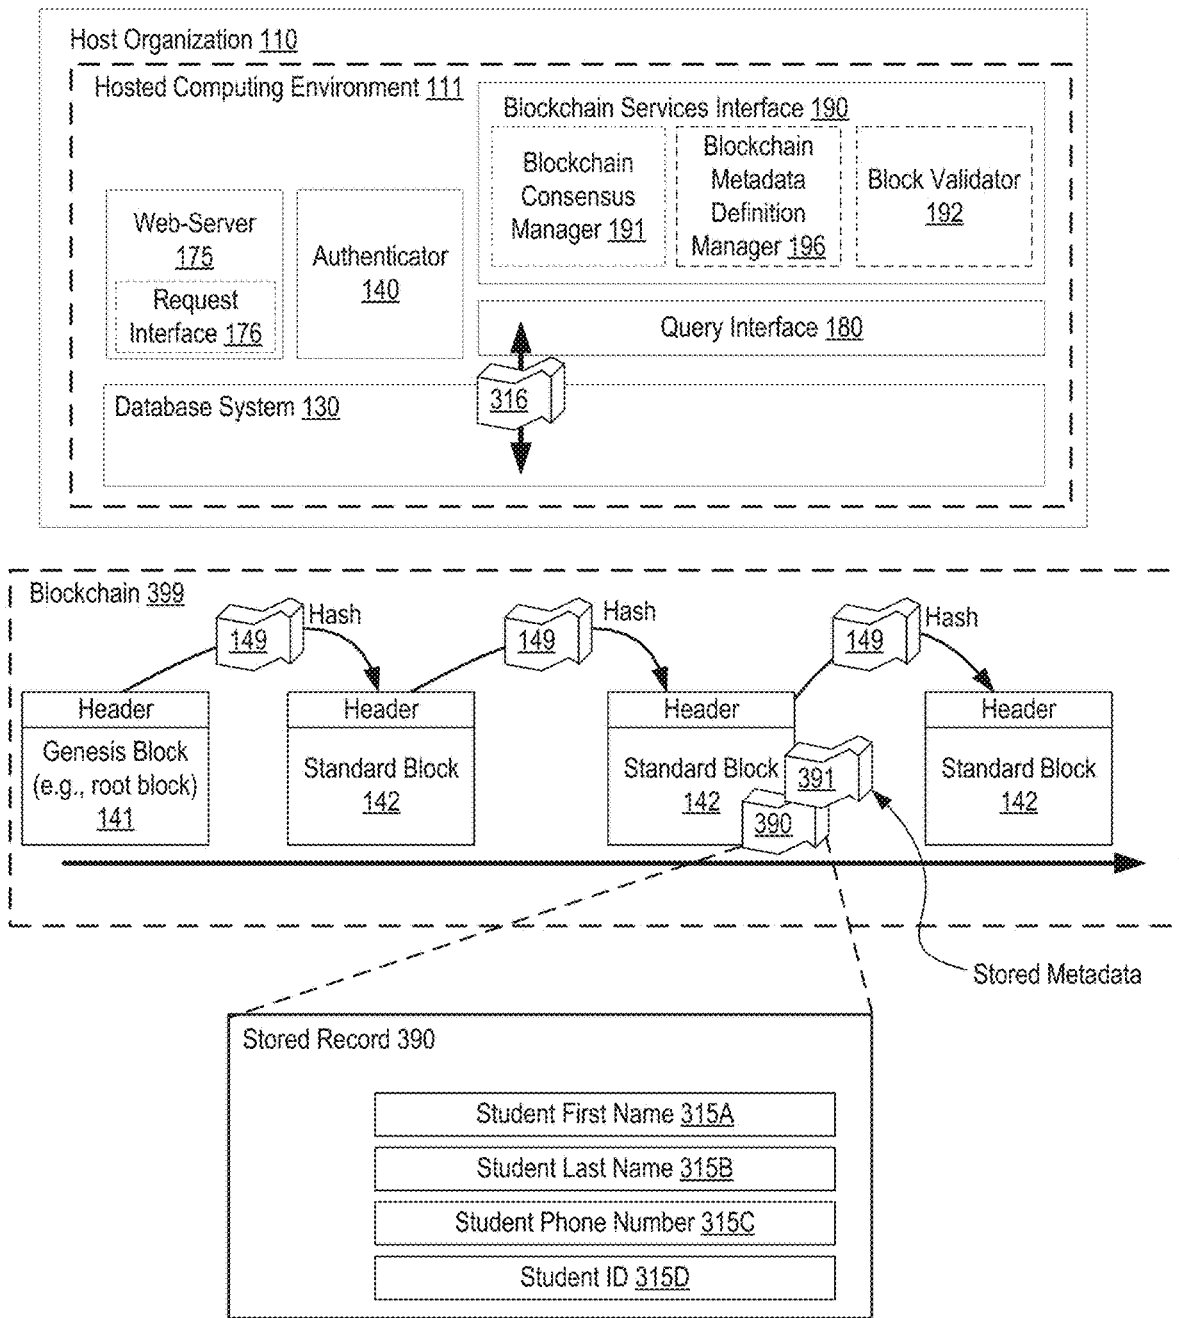 Host Organization 110
Hosted Computing Environment 111
Blockchain Services Interface 190
Blockchain
Consensus
Manager 191
Blockchain
Metadata
Definition
Manager 196
Block Validator
192
Web-Server
175
Request
Interface 176
Authenticator
140
Query Interface 180
316
Database System 130
Blockchain 399
149
Hash
149
Hash
149
Hash
Header
Genesis Block
(e.g., root block)
141
Header
Standard Block
142
Header
Standard Block
142
391
390
Header
Standard Block
142
Stored Metadata
Stored Record 390
Student First Name 315A
Student Last Name 315B
Student Phone Number 315C
Student ID 315D